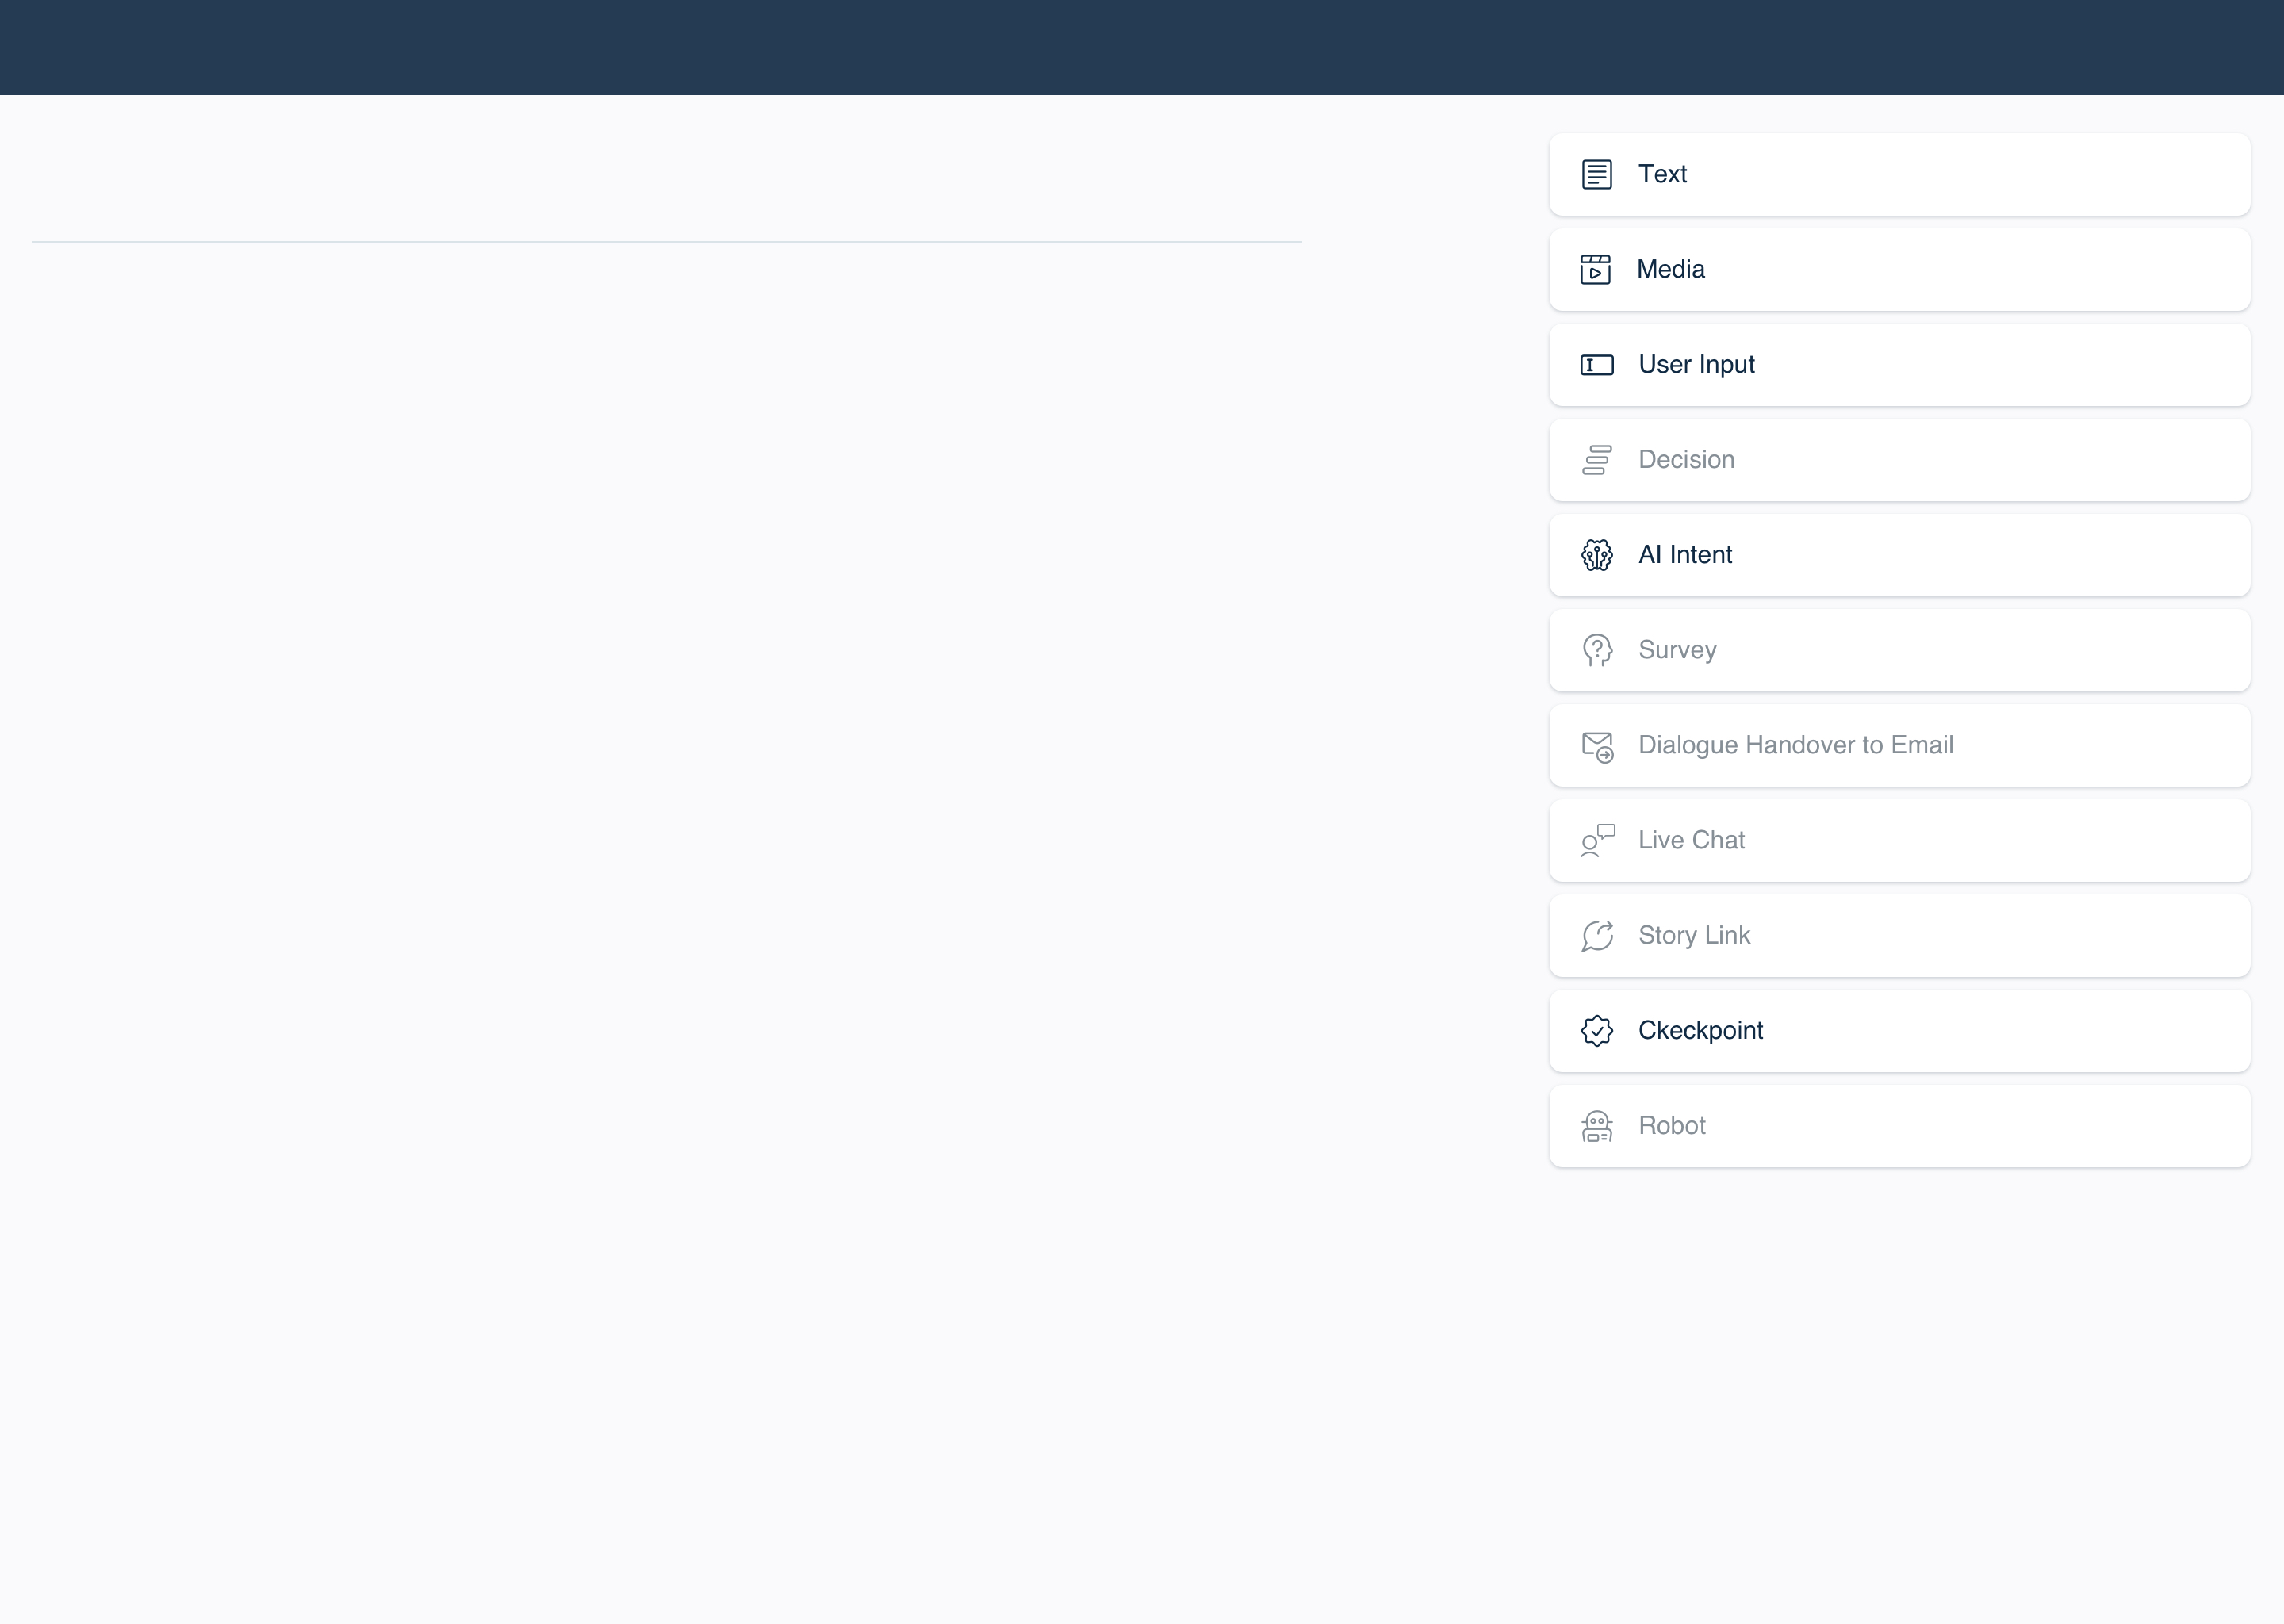 Text
Media
User Input
Decision
AI Intent
Survey
Dialogue Handover to Email
Live Chat
Story Link
Ckeckpoint
Robot